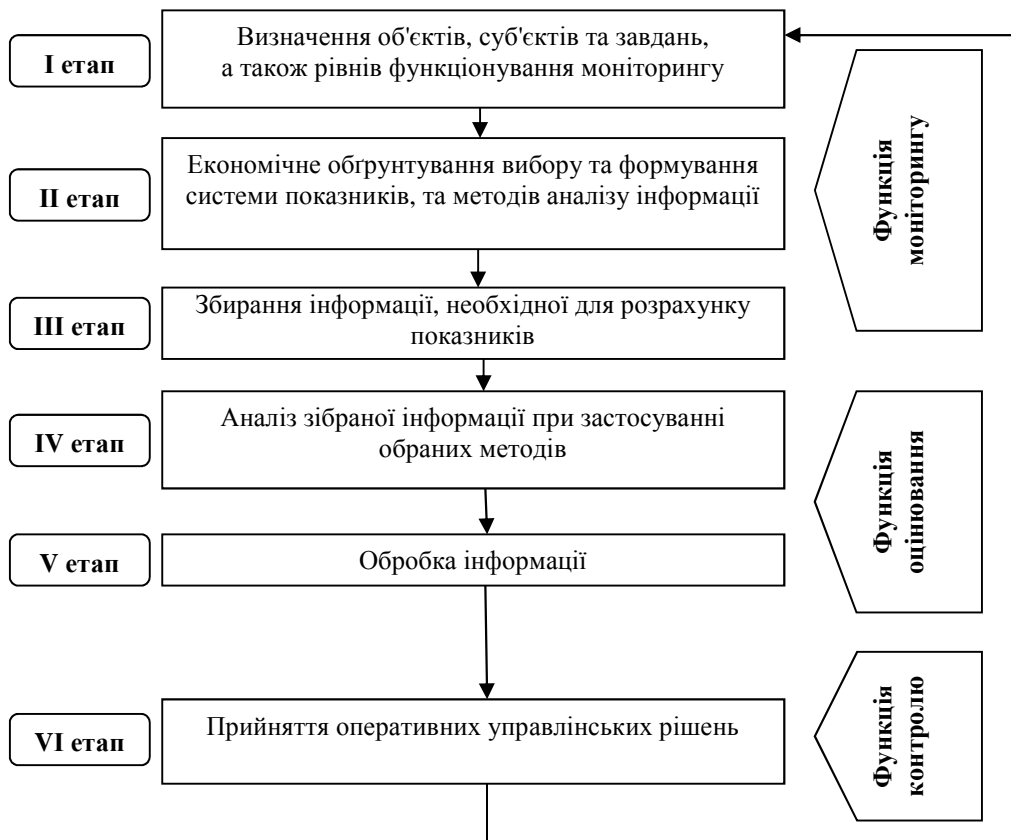 І етап
Визначення об'єктів, суб'єктів та завдань,
а також рівнів функціонування моніторингу
ІІ етап
Економічне обґрунтування вибору та формування
системи показників, та методів аналізу інформації
ІІІ етап
Збирання інформації, необхідної для розрахунку
показників
Функція
моніторингу
IV етап
Аналіз зібраної інформації при застосуванні
обраних методів
V етап
Обробка інформації
Функція
оцінювання
VI етап
Прийняття оперативних управлінських рішень
Функція
контролю